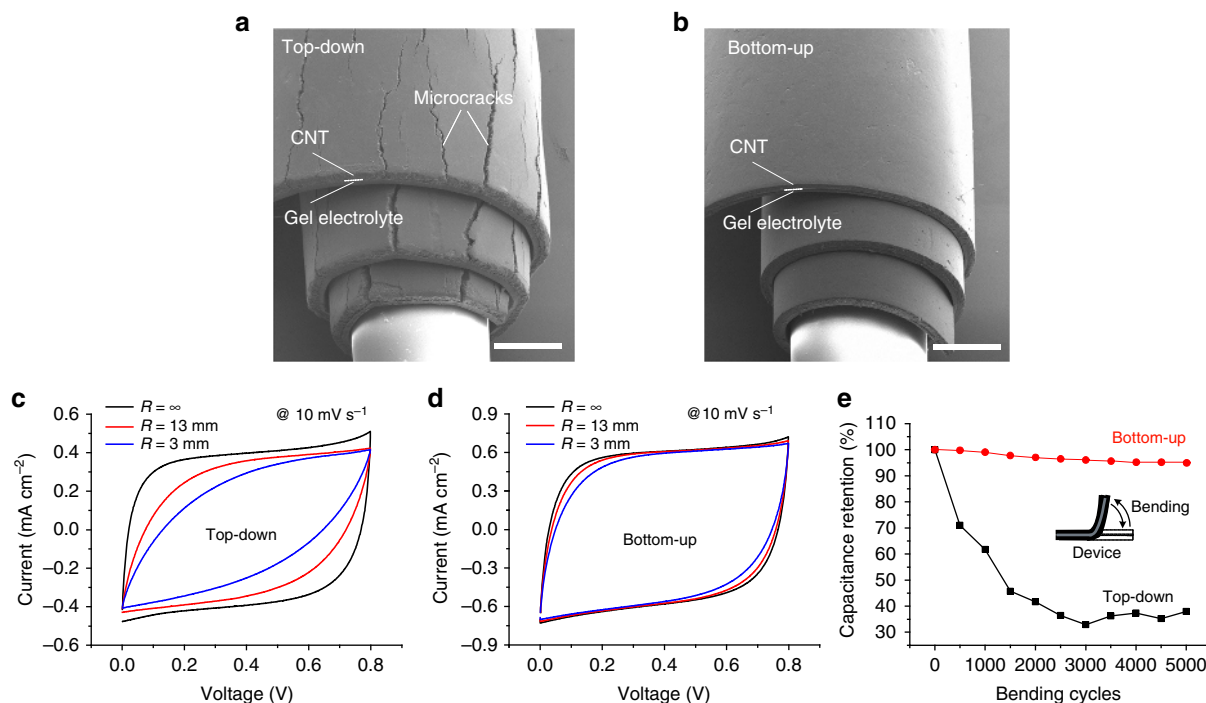 a
Top-down
Microcracks
CNT
Gel electrolyte
b
Bottom-up
CNT
Gel electrolyte
c
R = ∞
R = 13 mm
R = 3 mm
@ 10 mV s⁻¹
0.6
0.4
0.2
0.0
–0.2
–0.4
–0.6
Current (mA cm⁻²)
Top-down
0.0 0.2 0.4 0.6 0.8
Voltage (V)
d
R = ∞
R = 13 mm
R = 3 mm
@10 mV s⁻¹
0.9
0.6
0.3
0.0
–0.3
–0.6
–0.9
Current (mA cm⁻²)
Bottom-up
0.0 0.2 0.4 0.6 0.8
Voltage (V)
e
110
100
90
80
70
60
50
40
30
Capacitance retention (%)
Bottom-up
Bending
Device
Top-down
0 1000 2000 3000 4000 5000
Bending cycles